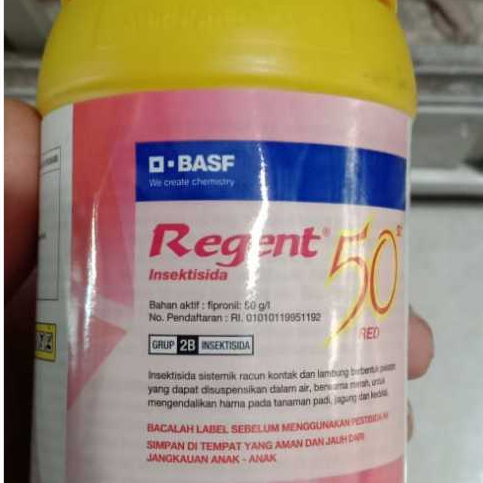 BASF
We create chemistry
Regent® 50 SC
RED
Insektisida
Bahan aktif : fipronil: 50 g/l
No. Pendaftaran : RI. 01010119951192
GRUP 2B INSEKTISIDA
Insektisida sistemik racun kontak dan lambung berbentuk pekatan
yang dapat disuspensikan dalam air, berwarna merah, untuk
mengendalikan hama pada tanaman padi, jagung dan kedelai.
BACALAH LABEL SEBELUM MENGGUNAKAN PESTISIDA INI
SIMPAN DI TEMPAT YANG AMAN DAN JAUH DARI
JANGKAUAN ANAK - ANAK